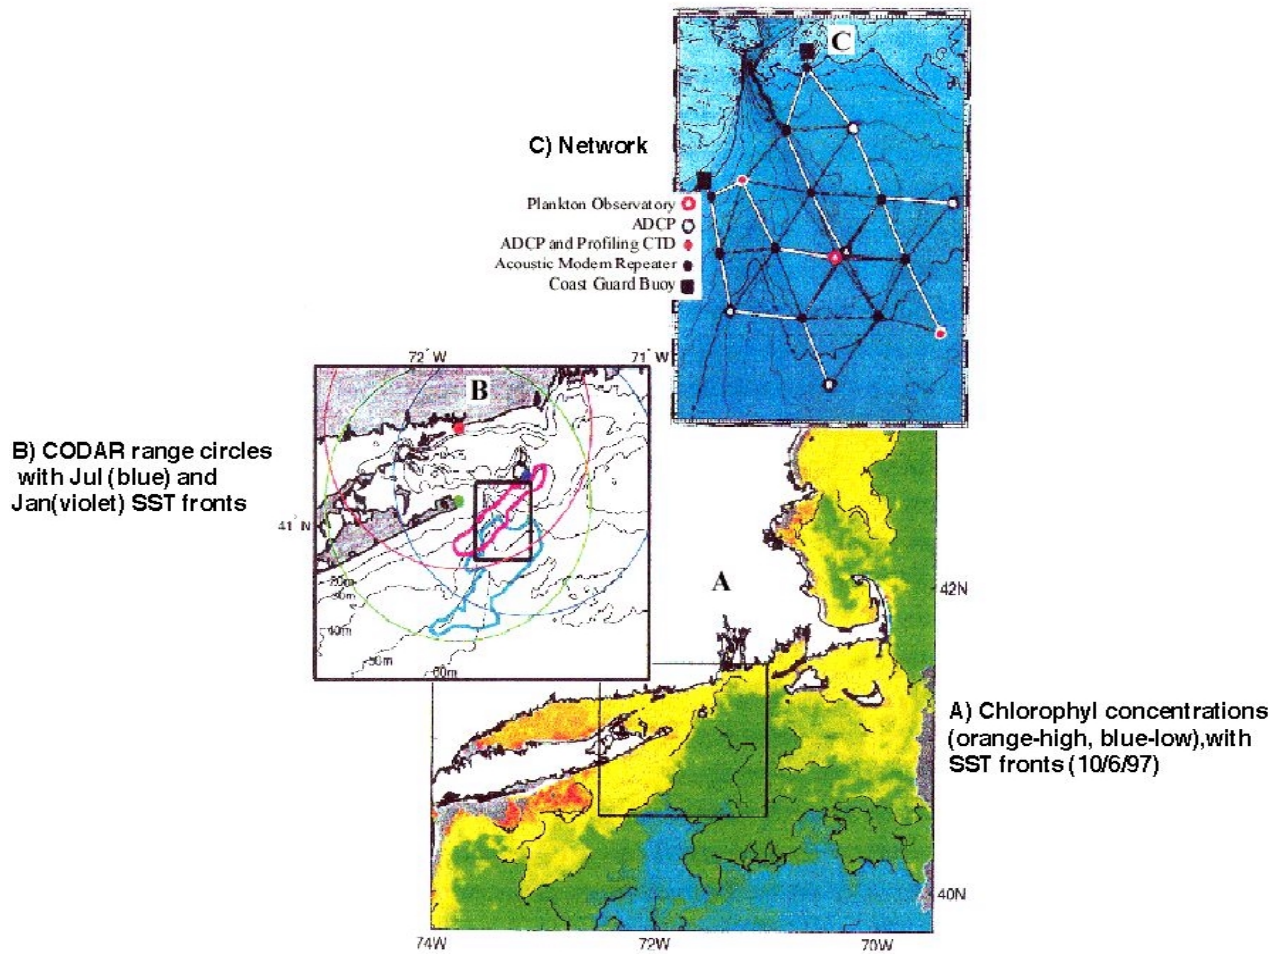 C
C) Network
Plankton Observatory
ADCP
ADCP and Profiling CTD
Acoustic Modem Repeater
Coast Guard Buoy
72°W
71°W
B
B) CODAR range circles
with Jul (blue) and
Jan(violet) SST fronts
41°N
40m
50m
60m
A
42N
A) Chlorophyl concentrations
(orange-high, blue-low),with
SST fronts (10/6/97)
40N
74W
72W
70W